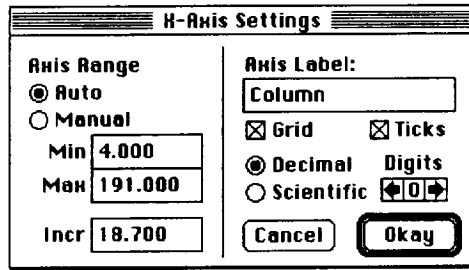 X-Axis Settings
Axis Range
Auto
Manual
Min 4.000
Max 191.000
Incr 18.700
Axis Label:
Column
Grid Ticks
Decimal Digits
Scientific 0
Cancel Okay